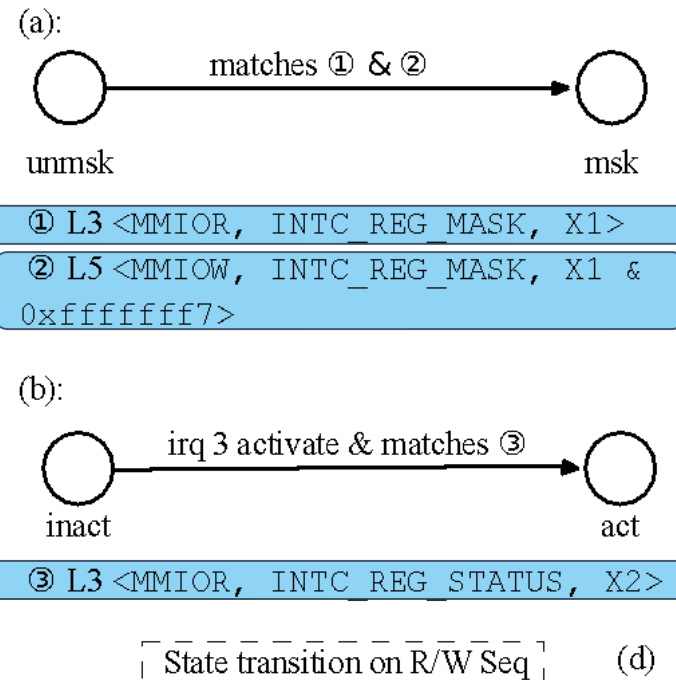 (a):
matches ① & ②
unmsk msk
① L3 <MMIOR, INTC_REG_MASK, X1>
② L5 <MMIOW, INTC_REG_MASK, X1 &
0xfffffff7>
(b):
irq 3 activate & matches ③
inact act
③ L3 <MMIOR, INTC_REG_STATUS, X2>
State transition on R/W Seq (d)